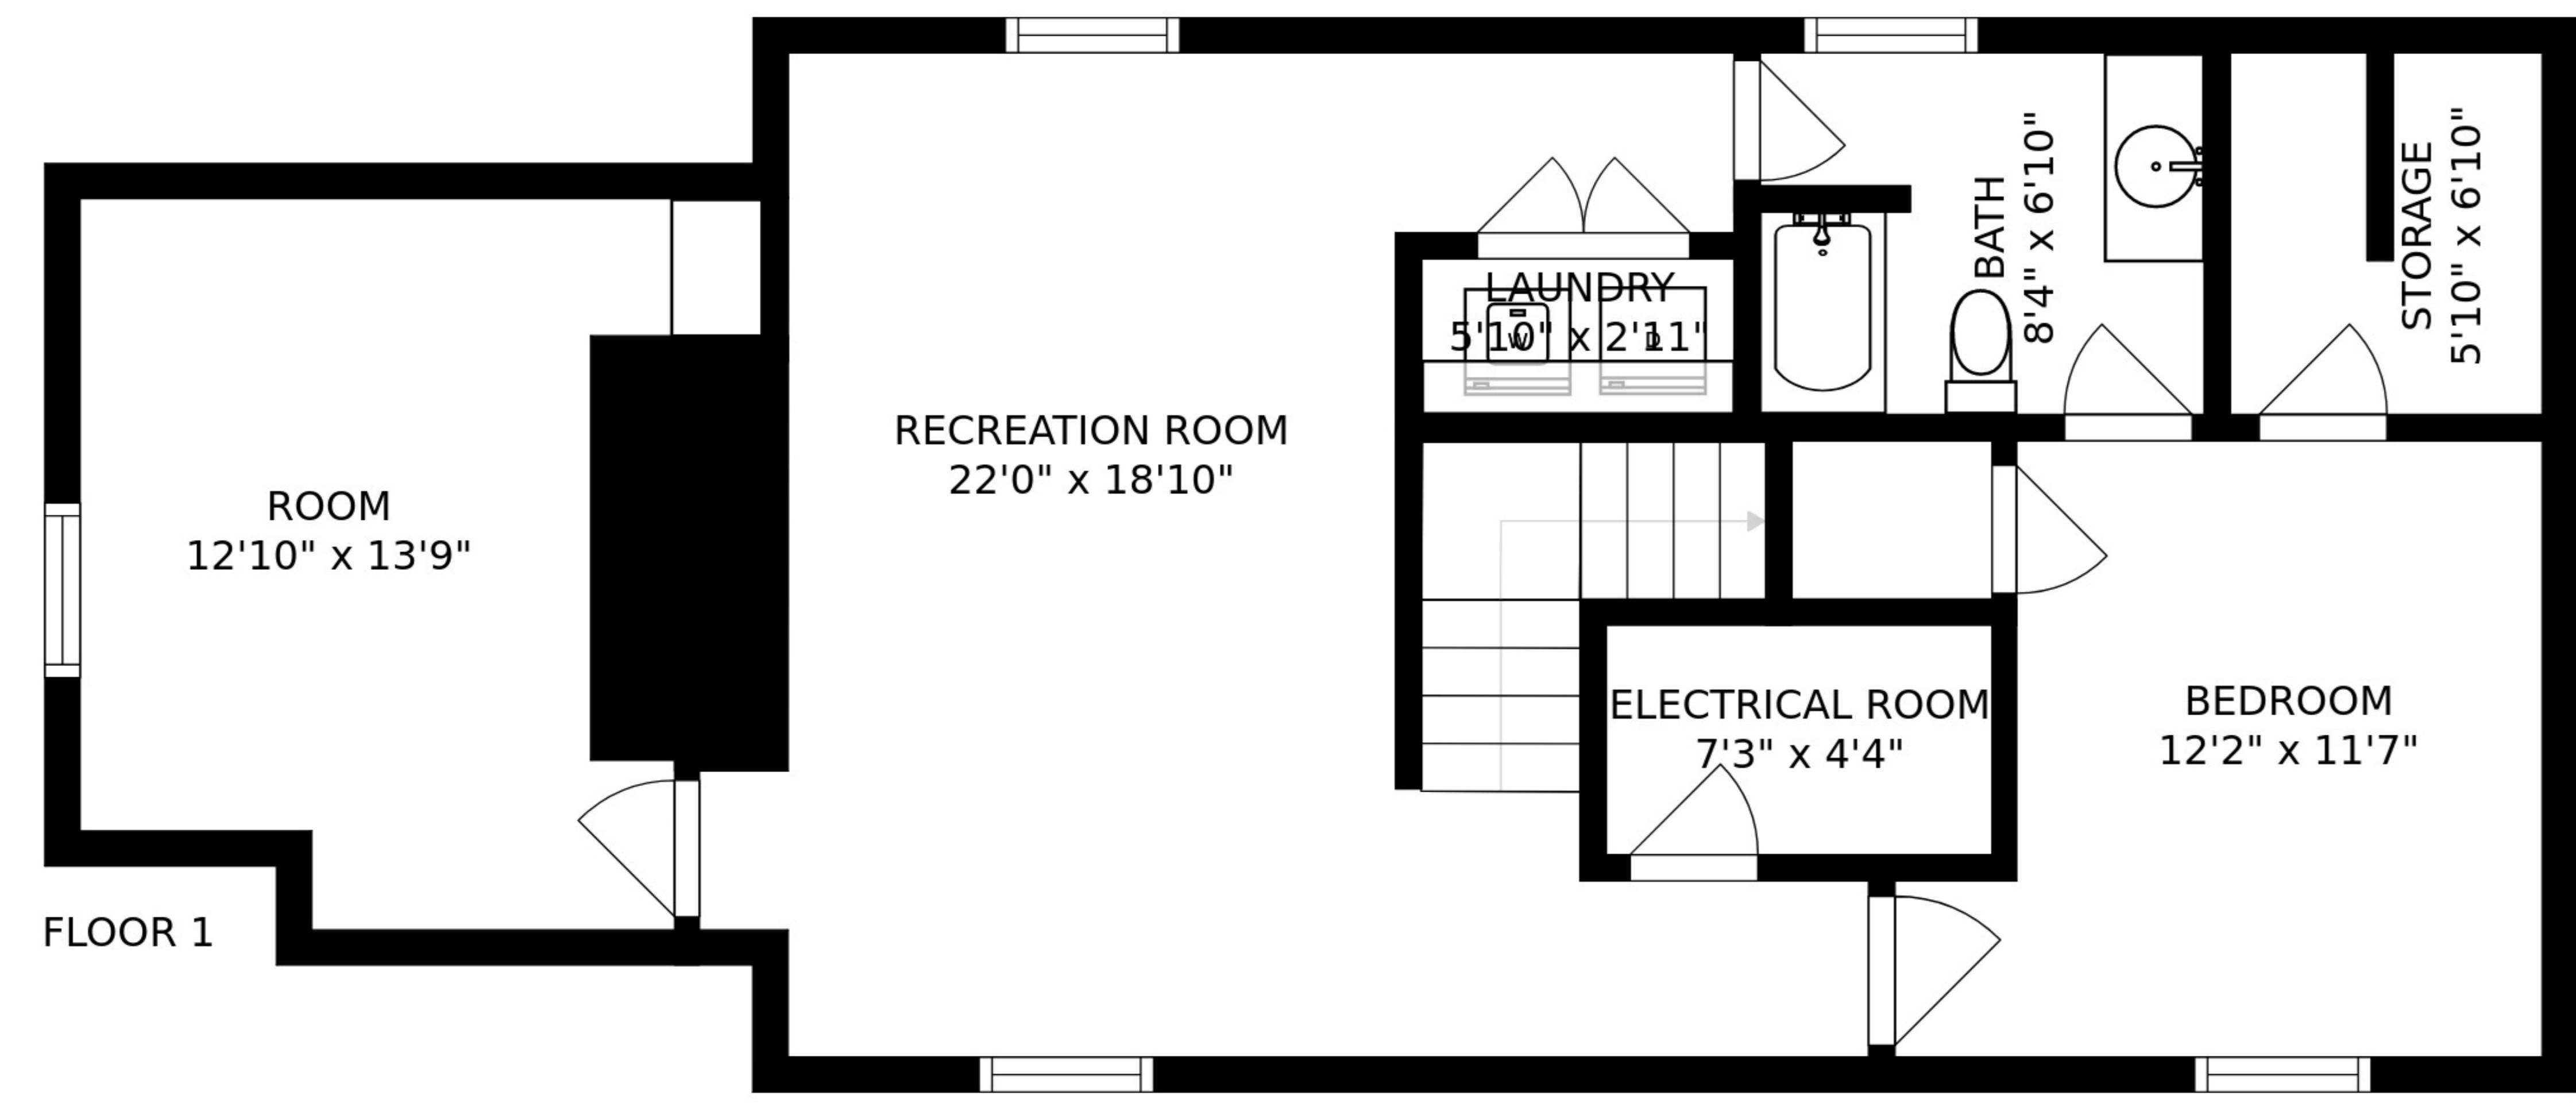 ROOM
12'10" x 13'9"
RECREATION ROOM
22'0" x 18'10"
LAUNDRY
5'10" x 2'11"
W
D
BATH
8'4" x 6'10"
STORAGE
5'10" x 6'10"
ELECTRICAL ROOM
7'3" x 4'4"
BEDROOM
12'2" x 11'7"
FLOOR 1